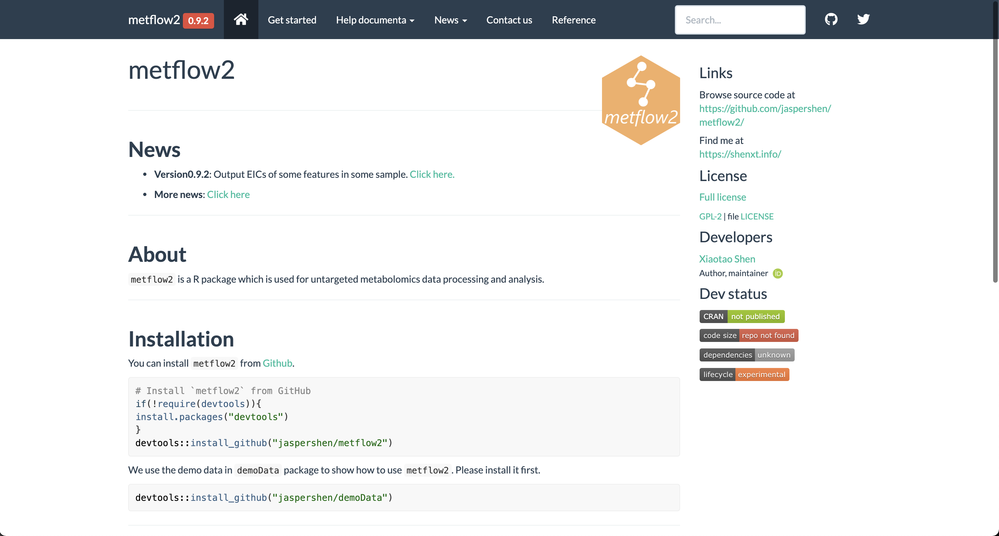 metflow2 0.9.2 Get started Help documenta News Contact us Reference Search...
metflow2
metflow2
News
Version0.9.2: Output EICs of some features in some sample. Click here.
More news: Click here
About
metflow2 is a R package which is used for untargeted metabolomics data processing and analysis.
Installation
You can install metflow2 from Github.
# Install `metflow2` from GitHub
if(!require(devtools)){
install.packages("devtools")
}
devtools::install_github("jaspershen/metflow2")
We use the demo data in demoData package to show how to use metflow2. Please install it first.
devtools::install_github("jaspershen/demoData")
Links
Browse source code at
https://github.com/jaspershen/
metflow2/
Find me at
https://shenxt.info/
License
Full license
GPL-2 | file LICENSE
Developers
Xiaotao Shen
Author, maintainer iD
Dev status
CRAN not published
code size repo not found
dependencies unknown
lifecycle experimental